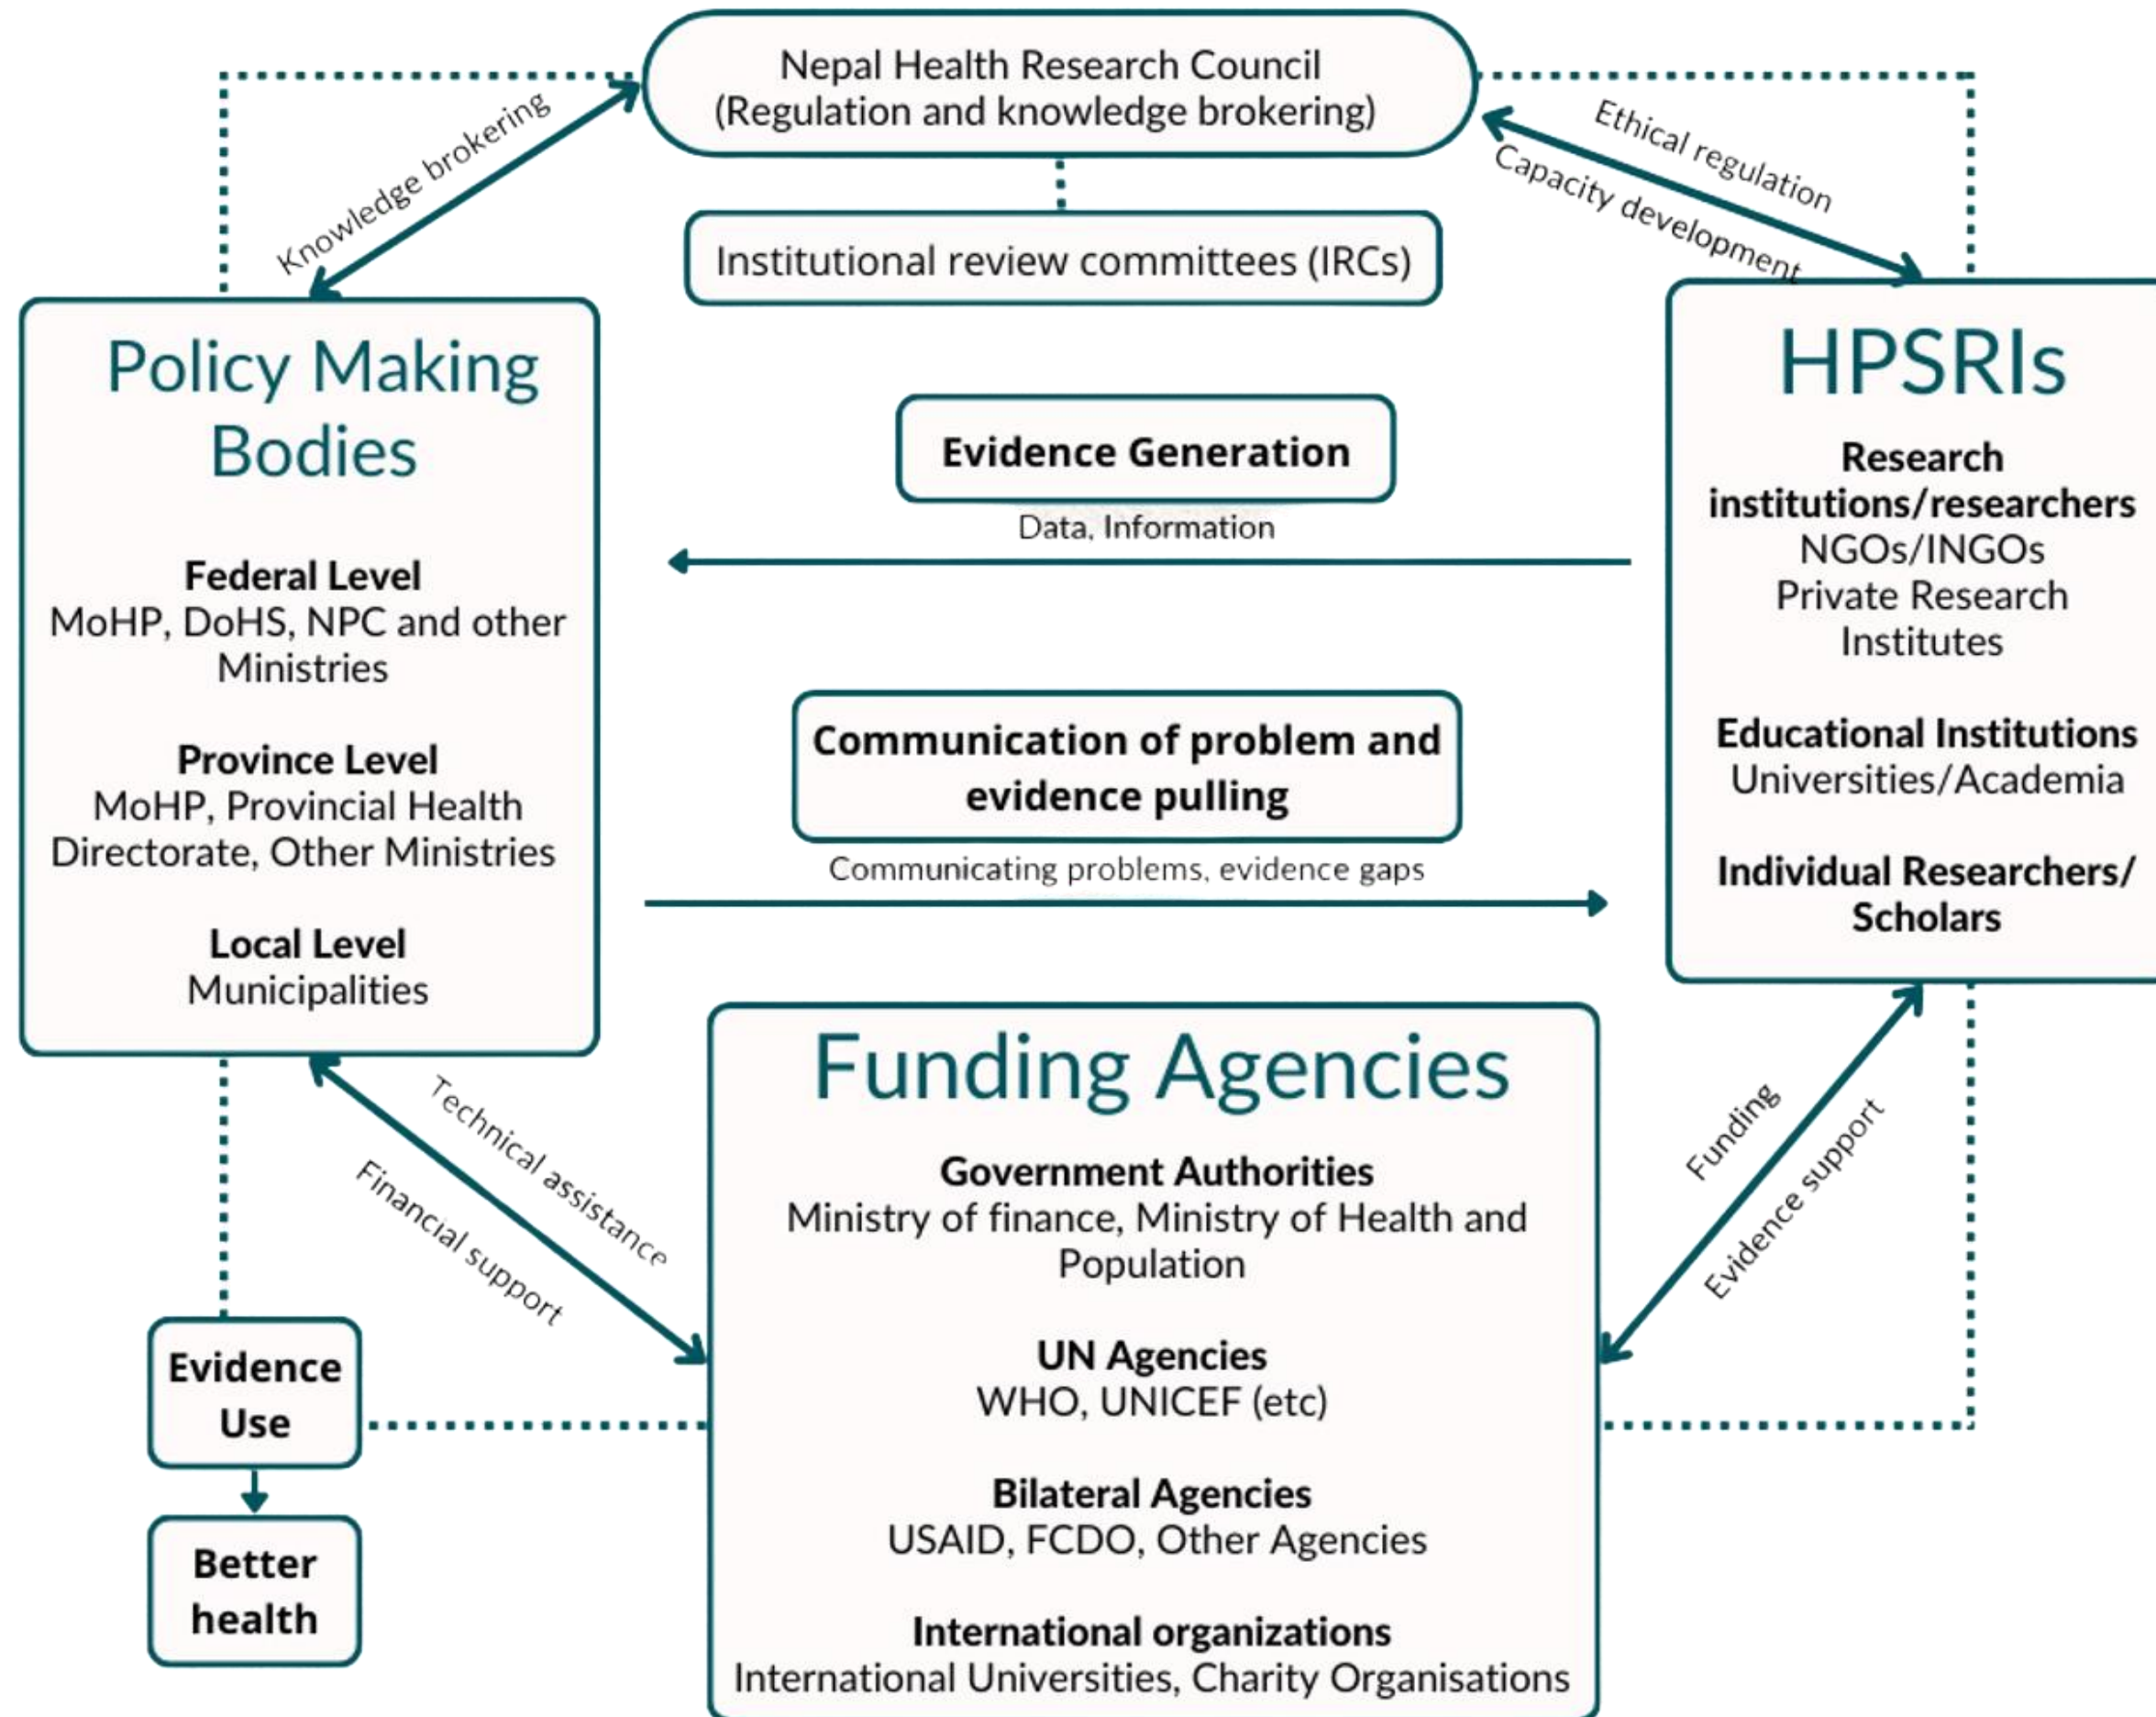 Nepal Health Research Council
(Regulation and knowledge brokering)
Knowledge brokering
Ethical regulation
Capacity development
Institutional review committees (IRCs)
Policy Making
Bodies
Federal Level
MoHP, DoHS, NPC and other
Ministries
Province Level
MoHP, Provincial Health
Directorate, Other Ministries
Local Level
Municipalities
Evidence Generation
Data, Information
Communication of problem and
evidence pulling
Communicating problems, evidence gaps
HPSRIs
Research
institutions/researchers
NGOs/INGOs
Private Research
Institutes
Educational Institutions
Universities/Academia
Individual Researchers/
Scholars
Technical assistance
Financial support
Funding Agencies
Government Authorities
Ministry of finance, Ministry of Health and
Population
UN Agencies
WHO, UNICEF (etc)
Bilateral Agencies
USAID, FCDO, Other Agencies
International organizations
International Universities, Charity Organisations
Funding
Evidence support
Evidence
Use
Better
health